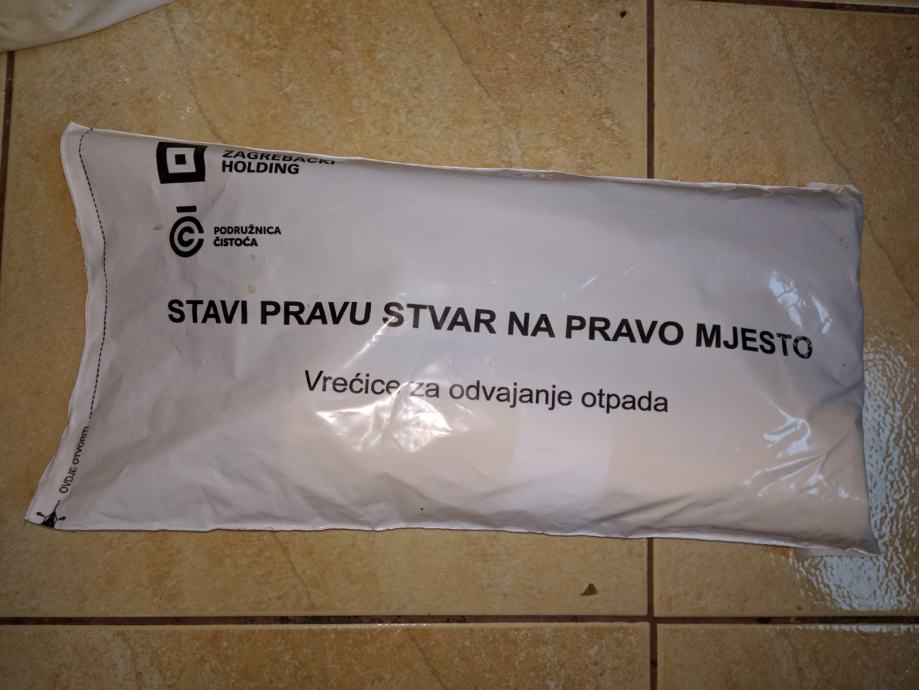 ZAGREBAČKI
HOLDING
PODRUŽNICA
ČISTOĆA
STAVI PRAVU STVAR NA PRAVO MJESTO
Vrećice za odvajanje otpada
OVDJE OTVORITI